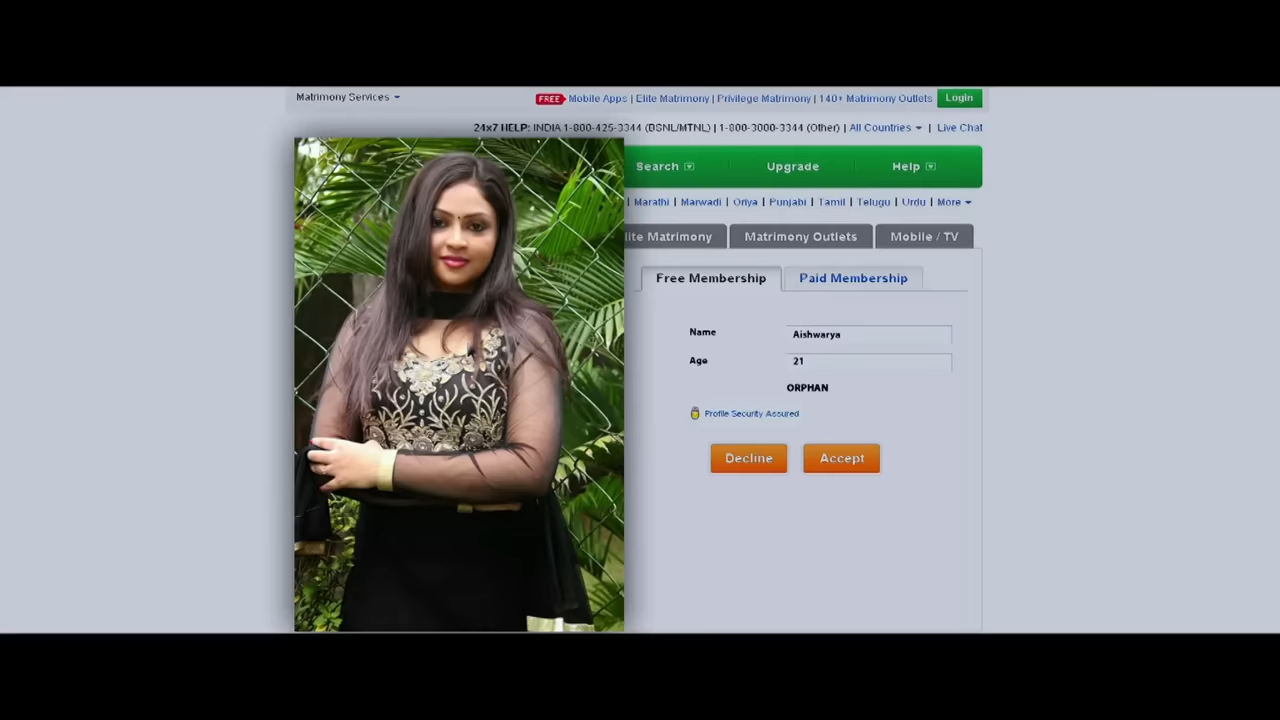 Matrimony Services
FREE Mobile Apps | Elite Matrimony | Privilege Matrimony | 140+ Matrimony Outlets Login
24x7 HELP: INDIA 1-800-425-3344 (BSNL/MTNL) | 1-800-3000-3344 (Other) | All Countries | Live Chat
Search Upgrade Help
| Marathi | Marwadi | Oriya | Punjabi | Tamil | Telugu | Urdu | More
lite Matrimony Matrimony Outlets Mobile / TV
Free Membership Paid Membership
Name Aishwarya
Age 21
ORPHAN
Profile Security Assured
Decline Accept